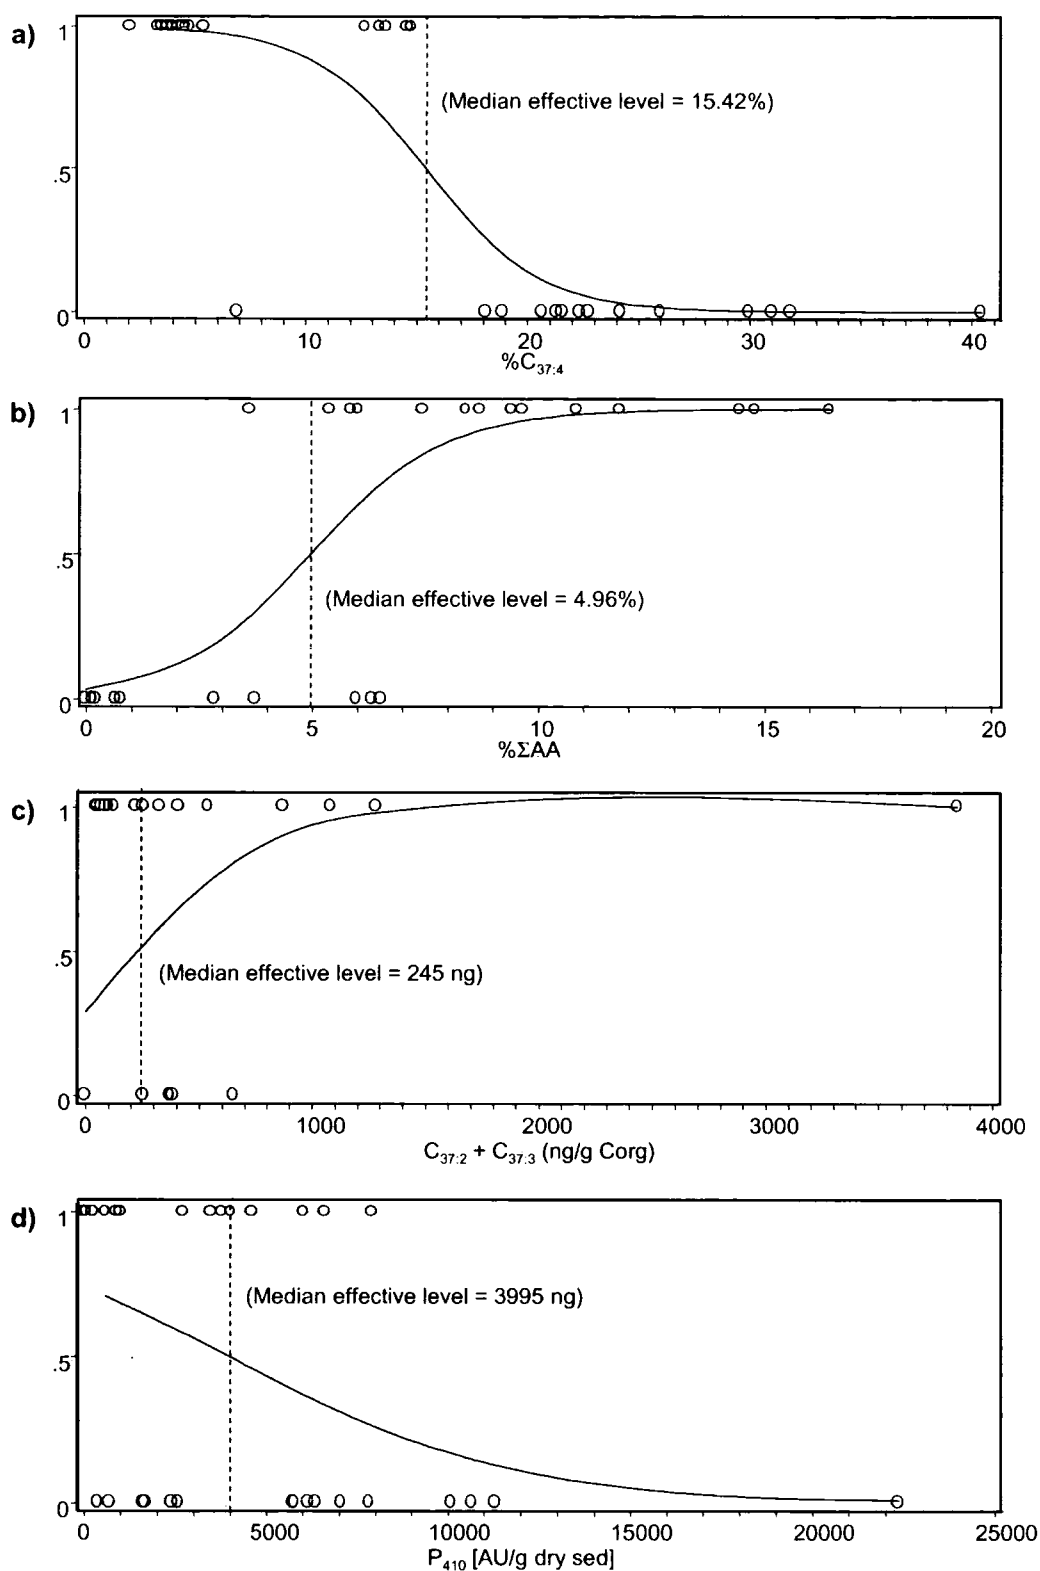 a)
1
(Median effective level = 15.42%)
.5
0
0 10 20 30 40
%C37:4
b)
1
.5
(Median effective level = 4.96%)
0
0 5 10 15 20
%ΣAA
c)
1
.5
(Median effective level = 245 ng)
0
0 1000 2000 3000 4000
C37:2 + C37:3 (ng/g Corg)
d)
1
(Median effective level = 3995 ng)
.5
0
0 5000 10000 15000 20000 25000
P410 [AU/g dry sed]